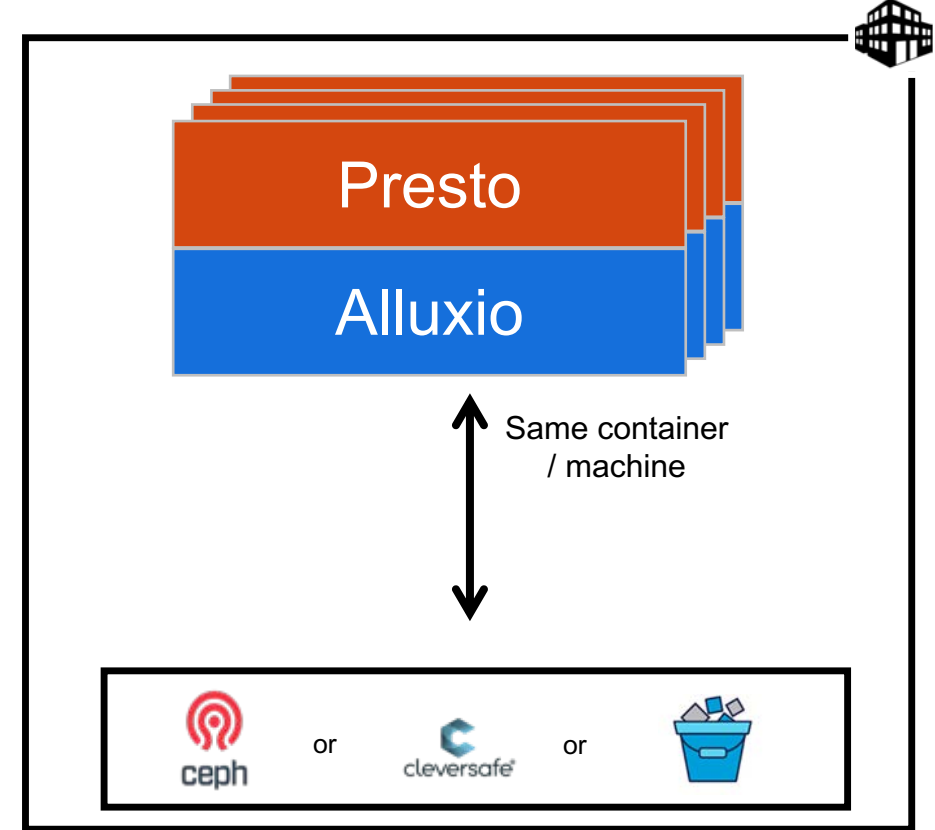 Presto
Alluxio
Same container
/ machine
ceph
or
cleversafe
or